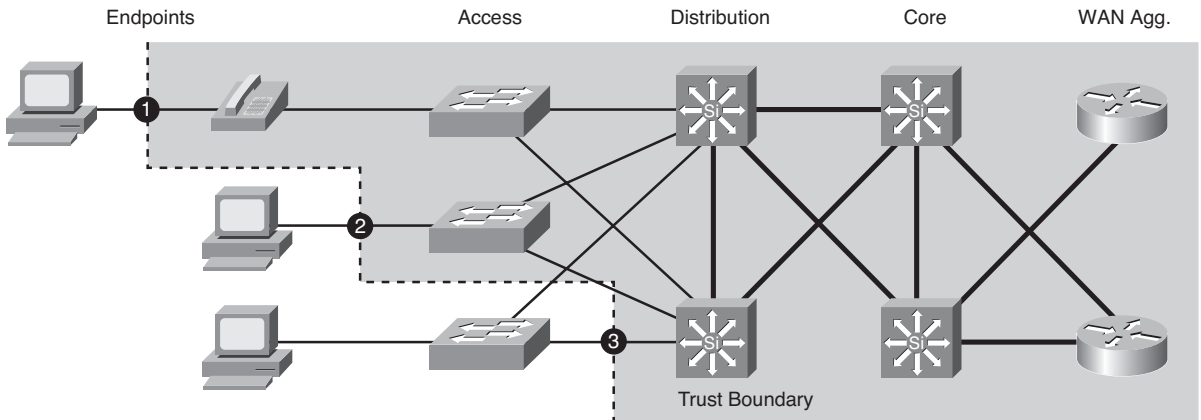 Endpoints
Access
Distribution
Core
WAN Agg.
1
Si
Si
2
3
Si
Si
Trust Boundary